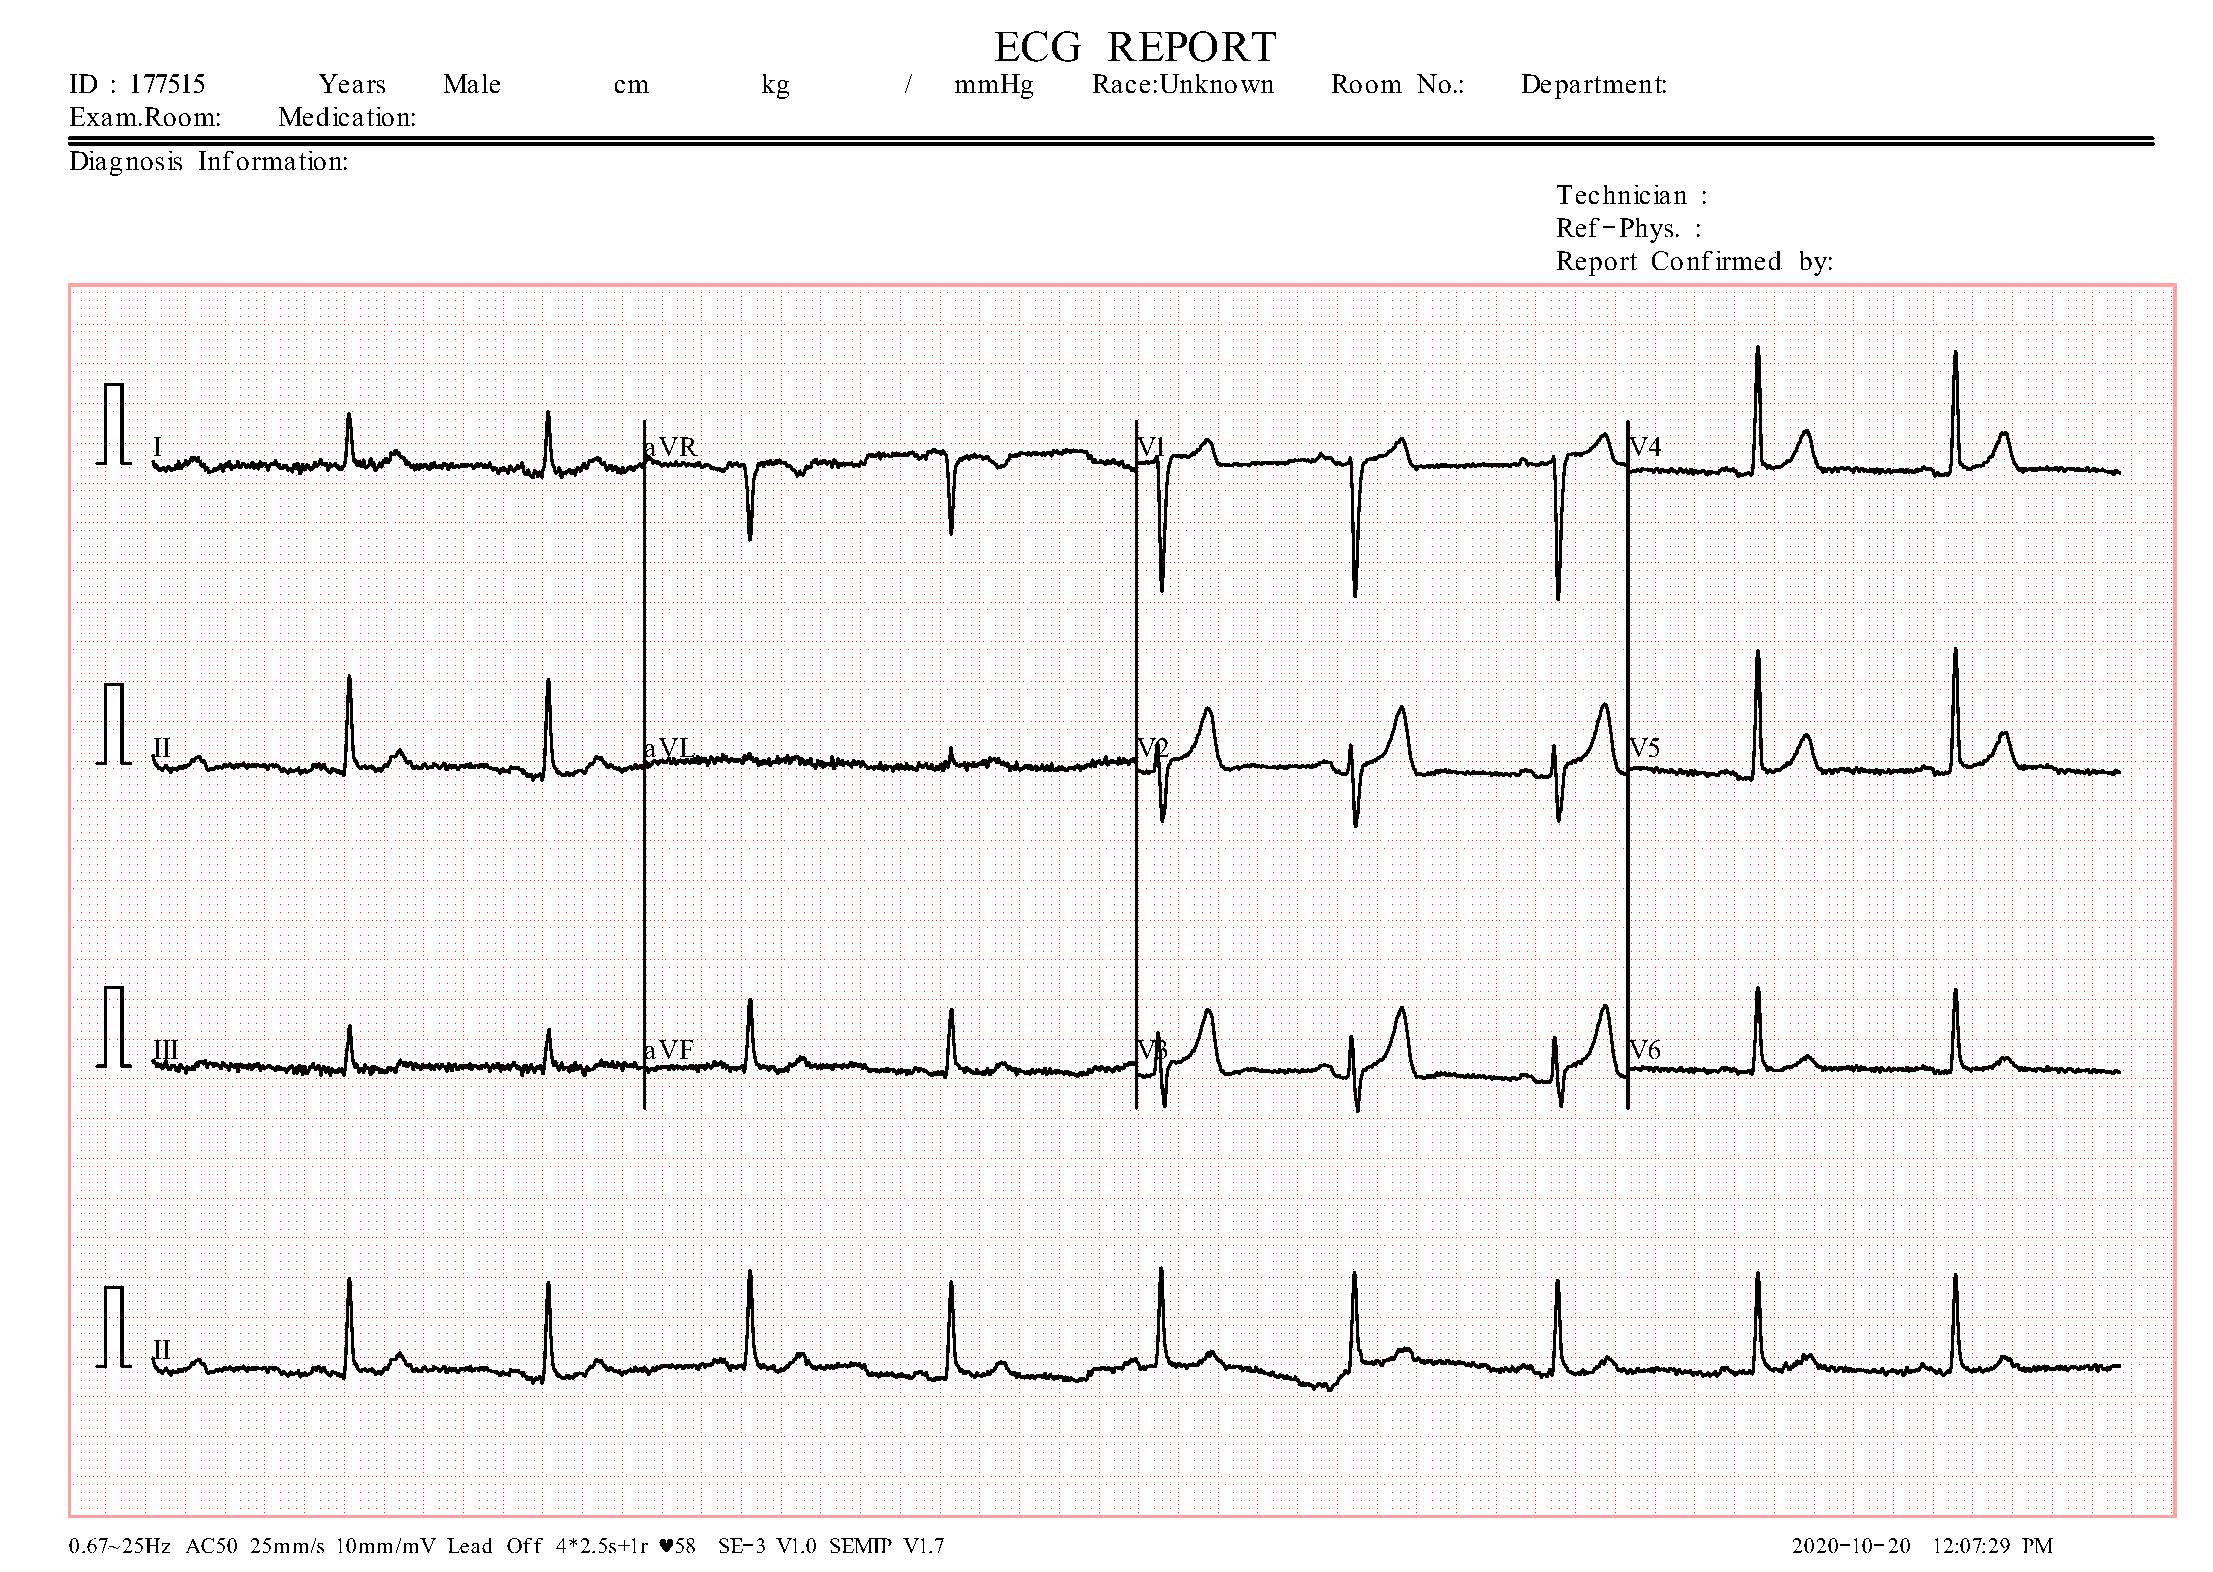 ECG REPORT
ID : 177515 Years Male cm kg / mmHg Race:Unknown Room No.: Department:
Exam.Room: Medication:
Diagnosis Information:
Technician :
Ref-Phys. :
Report Confirmed by:
I aVR V1 V4
II aVL V2 V5
III aVF V3 V6
II
0.67~25Hz AC50 25mm/s 10mm/mV Lead Off 4*2.5s+1r ♥58 SE-3 V1.0 SEMIP V1.7 2020-10-20 12:07:29 PM